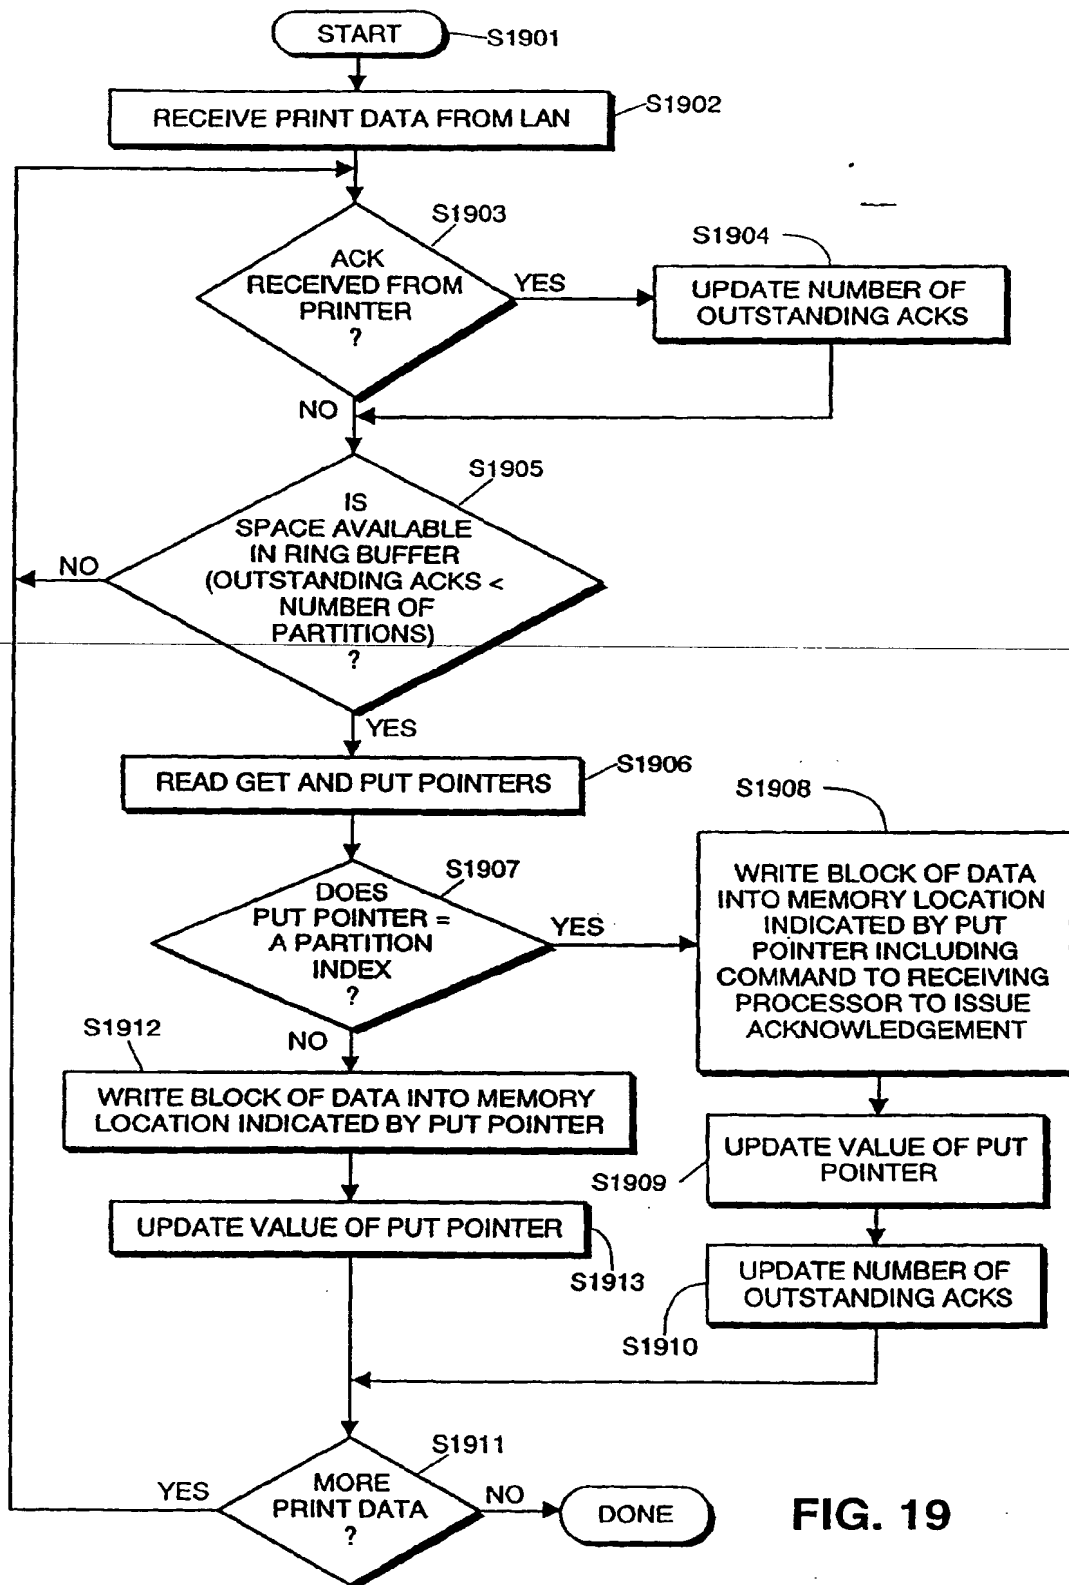 START
S1901
RECEIVE PRINT DATA FROM LAN
S1902
S1903
ACK
RECEIVED FROM
PRINTER
?
YES
S1904
UPDATE NUMBER OF
OUTSTANDING ACKS
NO
S1905
IS
SPACE AVAILABLE
IN RING BUFFER
(OUTSTANDING ACKS <
NUMBER OF
PARTITIONS)
?
NO
YES
READ GET AND PUT POINTERS
S1906
S1907
DOES
PUT POINTER =
A PARTITION
INDEX
?
YES
S1908
WRITE BLOCK OF DATA
INTO MEMORY LOCATION
INDICATED BY PUT
POINTER INCLUDING
COMMAND TO RECEIVING
PROCESSOR TO ISSUE
ACKNOWLEDGEMENT
NO
S1912
WRITE BLOCK OF DATA INTO MEMORY
LOCATION INDICATED BY PUT POINTER
UPDATE VALUE OF PUT
POINTER
S1909
UPDATE VALUE OF PUT POINTER
S1913
UPDATE NUMBER OF
OUTSTANDING ACKS
S1910
S1911
MORE
PRINT DATA
?
YES
NO
DONE
FIG. 19